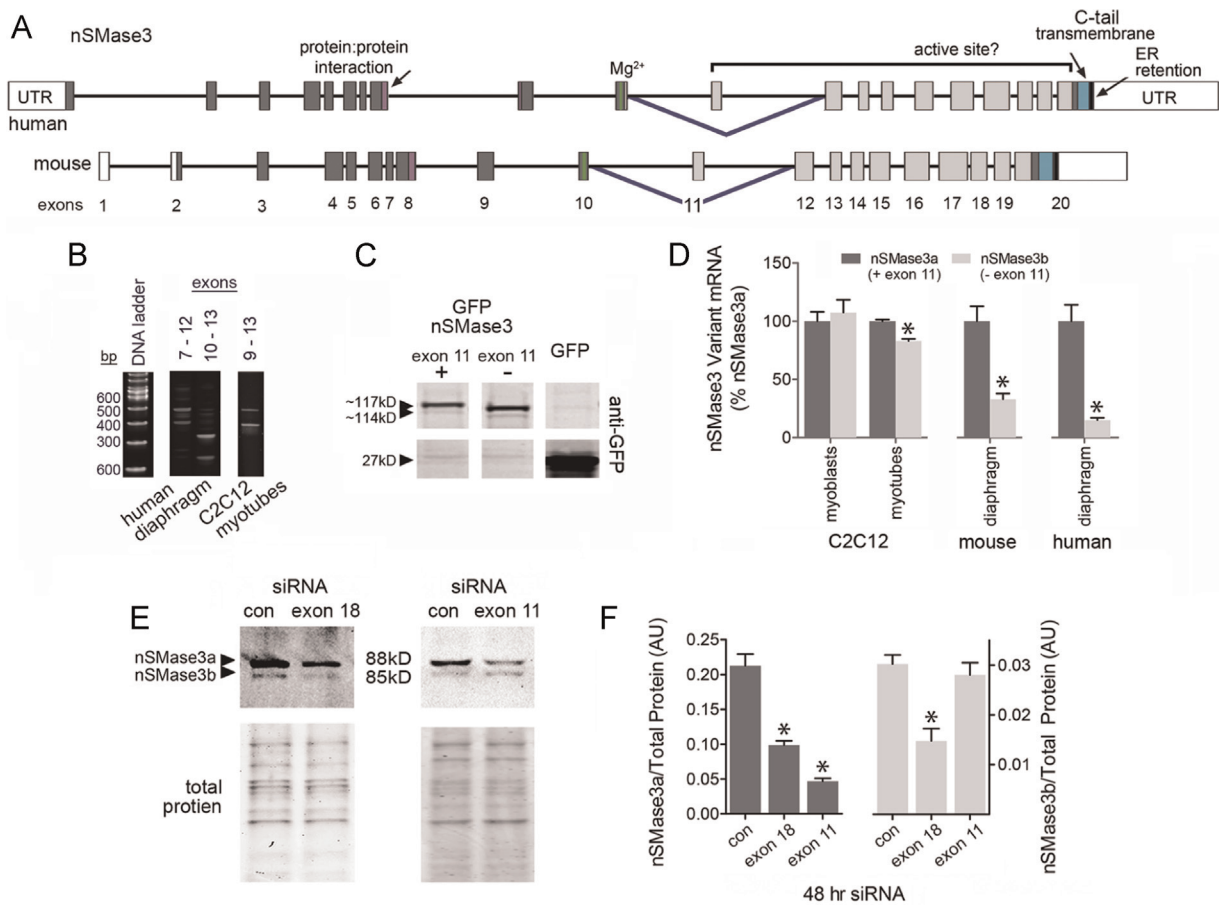 A
nSMase3
protein:protein
interaction
Mg2+
active site?
C-tail
transmembrane
ER
retention
UTR
UTR
human
mouse
exons 1 2 3 4 5 6 7 8 9 10 11 12 13 14 15 16 17 18 19 20
B
DNA ladder
exons
7 - 12
10 - 13
9 - 13
bp
600
500
400
300
600
human
diaphragm
C2C12
myotubes
C
GFP
nSMase3
exon 11 exon 11 GFP
+ -
~117kD
~114kD
27kD
anti-GFP
D
nSMase3a
(+ exon 11)
nSMase3b
(- exon 11)
nSMase3 Variant mRNA
(% nSMase3a)
150
100
50
0
myoblasts
myotubes
diaphragm
diaphragm
* * *
C2C12 mouse human
E
siRNA siRNA
con exon 18 con exon 11
nSMase3a
nSMase3b
88kD
85kD
total
protien
F
nSMase3a/Total Protein (AU)
0.25
0.20
0.15
0.10
0.05
0.00
* * *
con
exon 18
exon 11
con
exon 18
exon 11
0.03
0.02
0.01
nSMase3b/Total Protein (AU)
48 hr siRNA